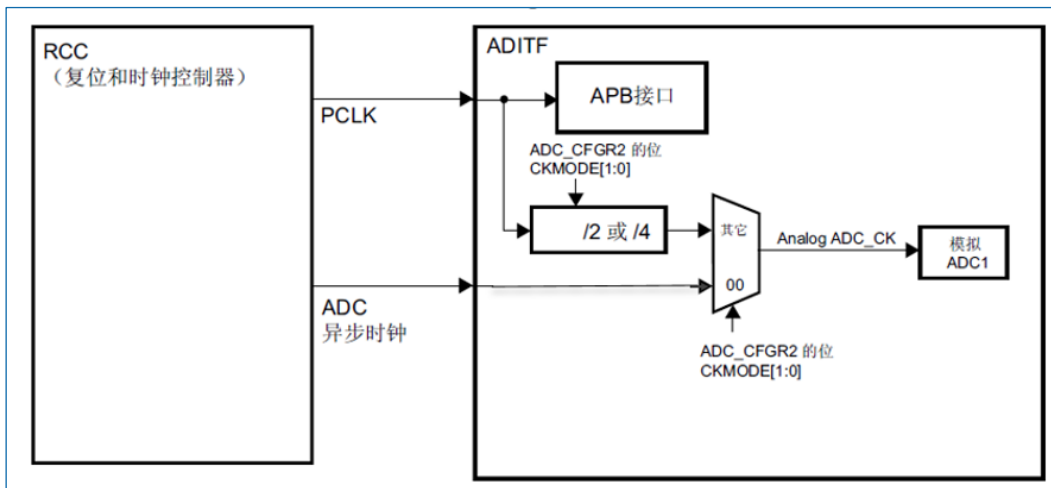 RCC
（复位和时钟控制器）
PCLK
ADC
异步时钟
ADITF
APB接口
ADC_CFGR2 的位
CKMODE[1:0]
/2 或 /4
其它
00
Analog ADC_CK
模拟
ADC1
ADC_CFGR2 的位
CKMODE[1:0]